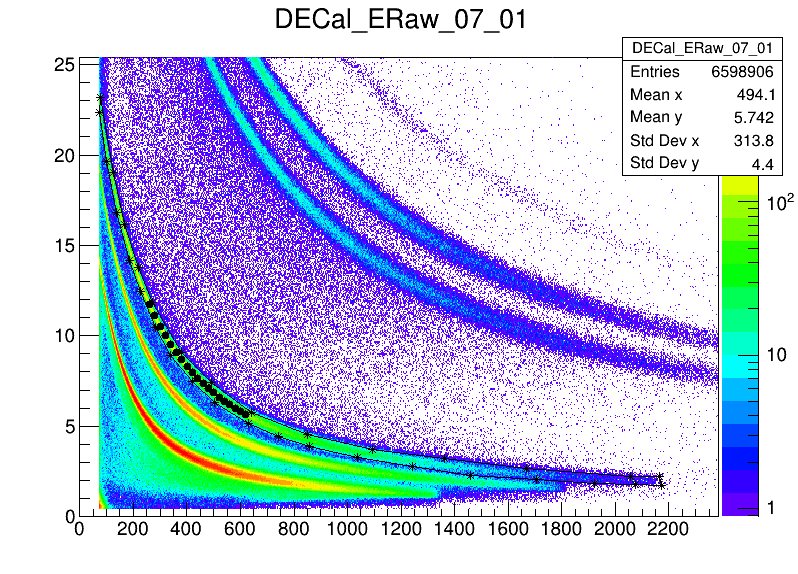 DECal_ERaw_07_01
DECal_ERaw_07_01
Entries 6598906
Mean x 494.1
Mean y 5.742
Std Dev x 313.8
Std Dev y 4.4
25
20
15
10
5
0
0 200 400 600 800 1000 1200 1400 1600 1800 2000 2200
10²
10
1